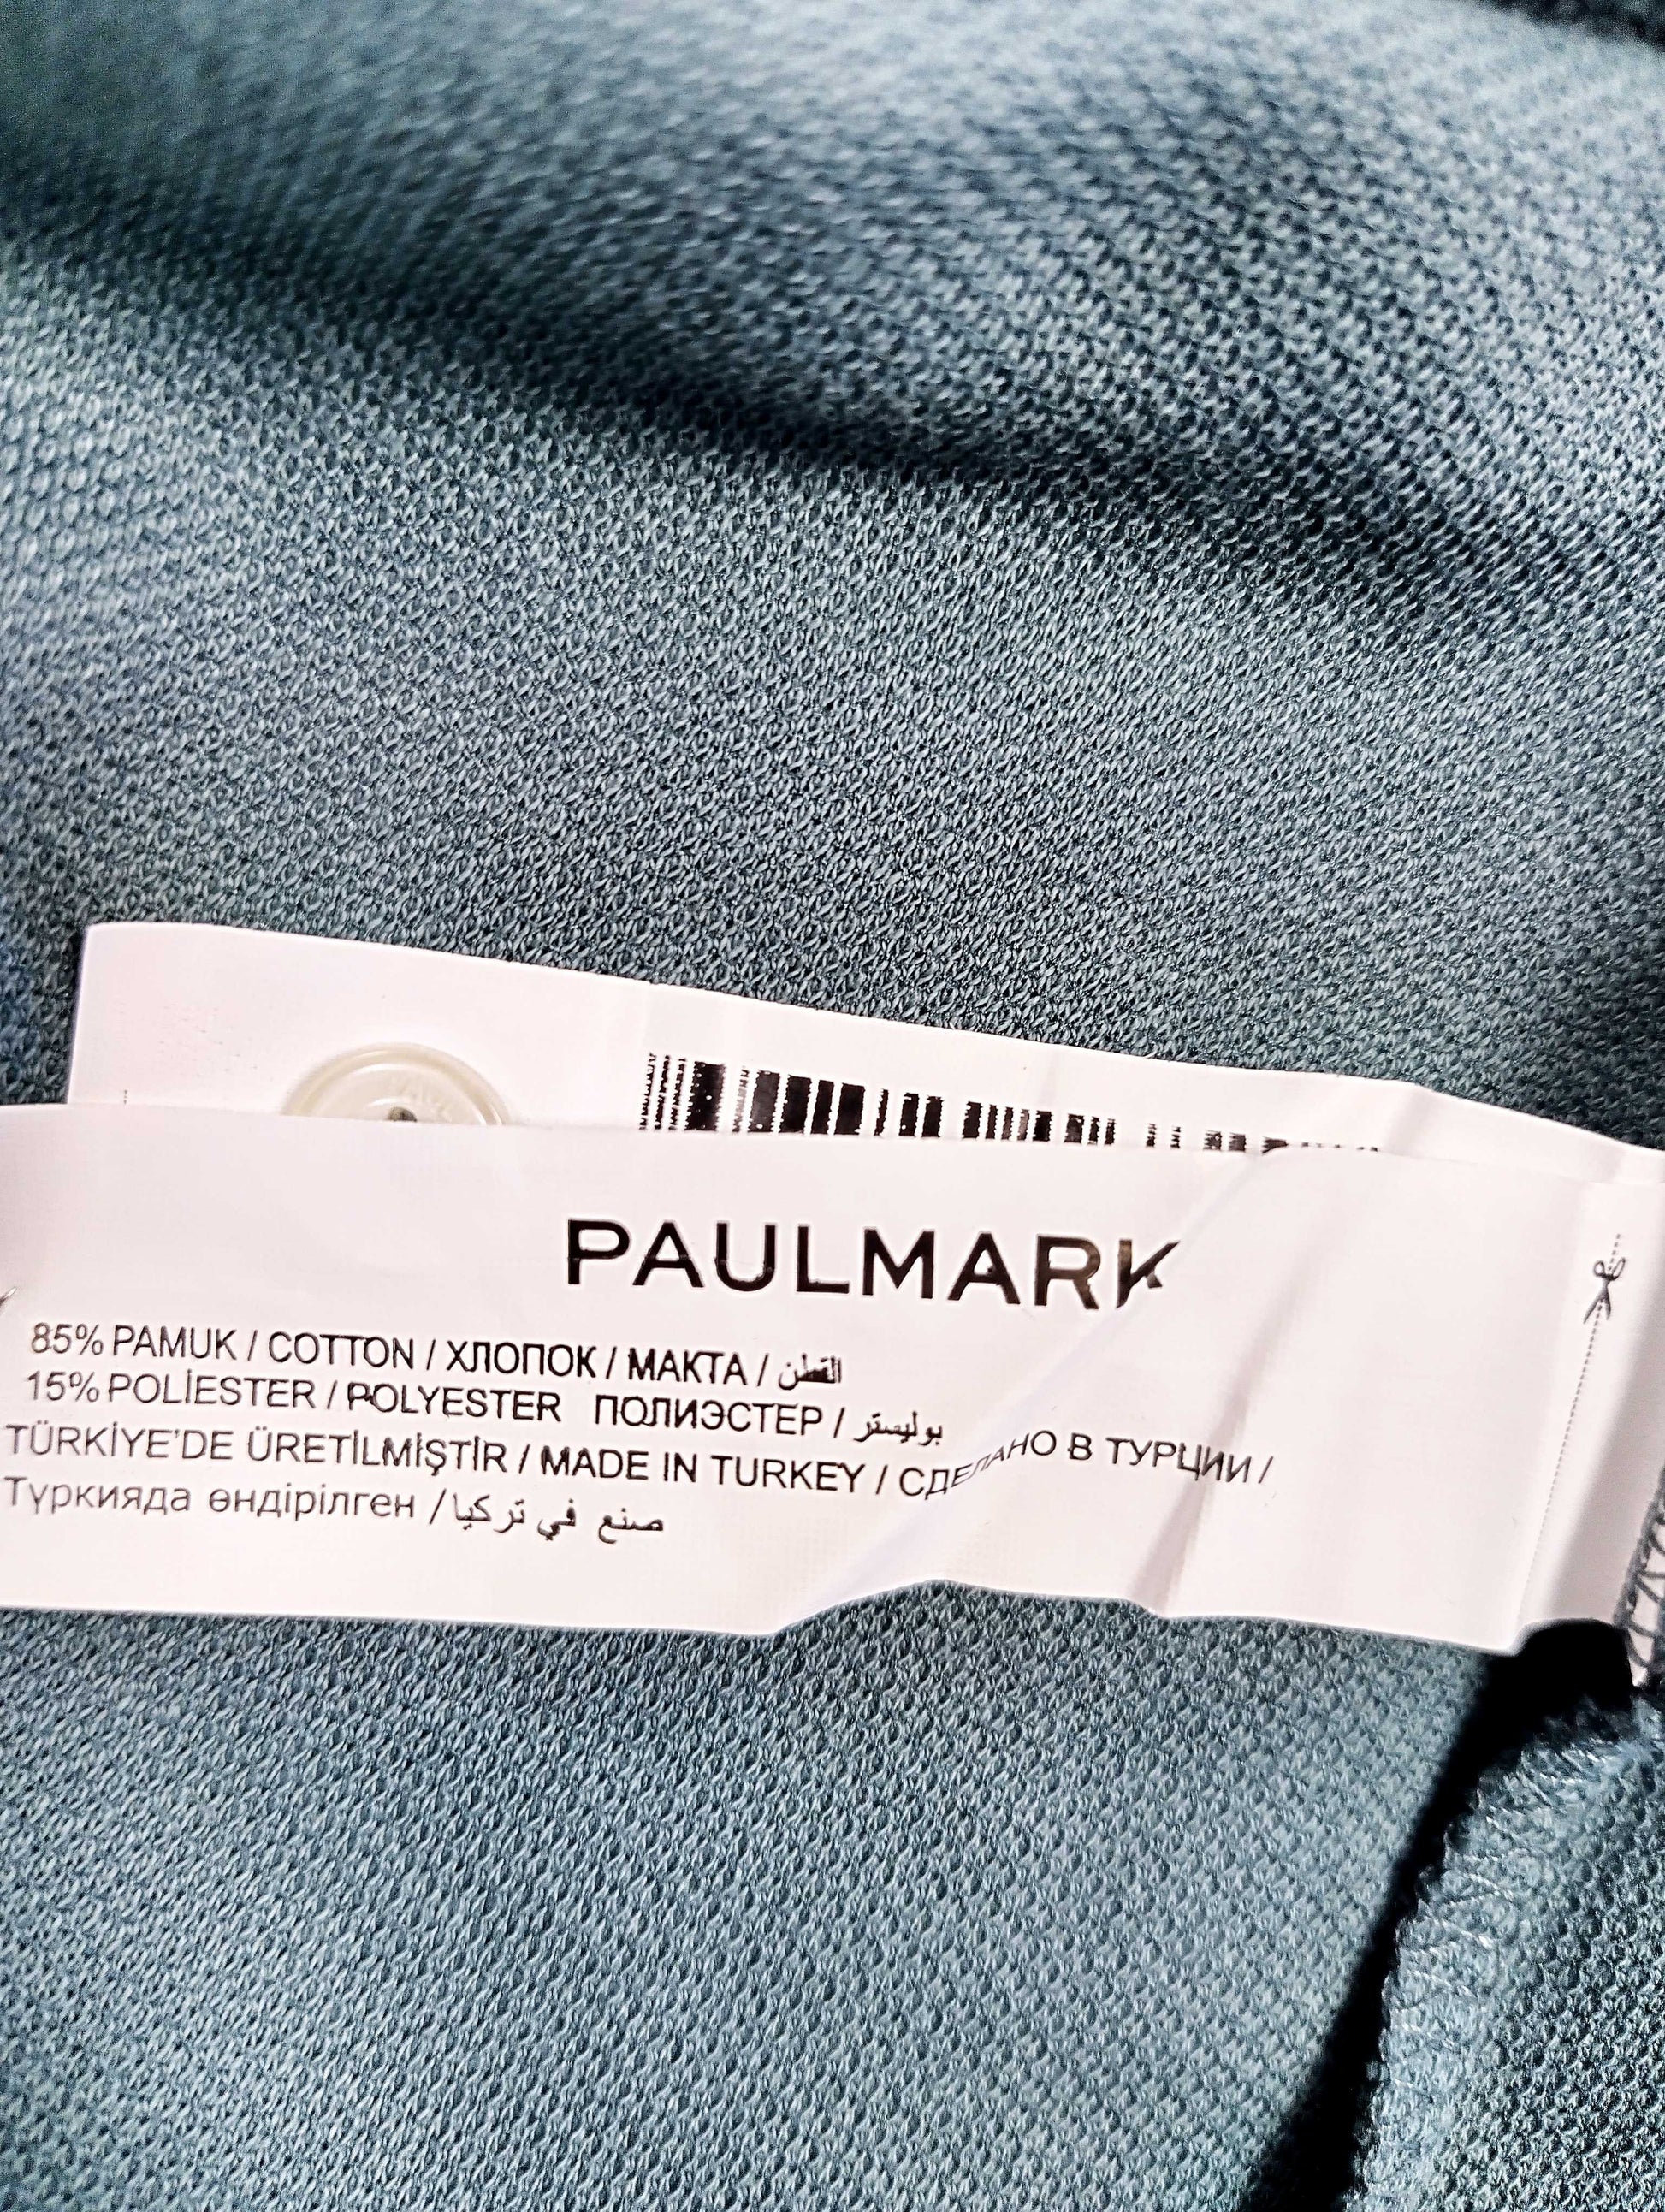 PAULMARK
85% PAMUK / COTTON / ХЛОПОК / МАКТА / القطن
15% POLİESTER / POLYESTER ПОЛИЭСТЕР / بوليستر
TÜRKİYE'DE ÜRETİLMİŞTİR / MADE IN TURKEY / СДЕЛАНО В ТУРЦИИ /
Түркияда өндірілген / صنع في تركيا